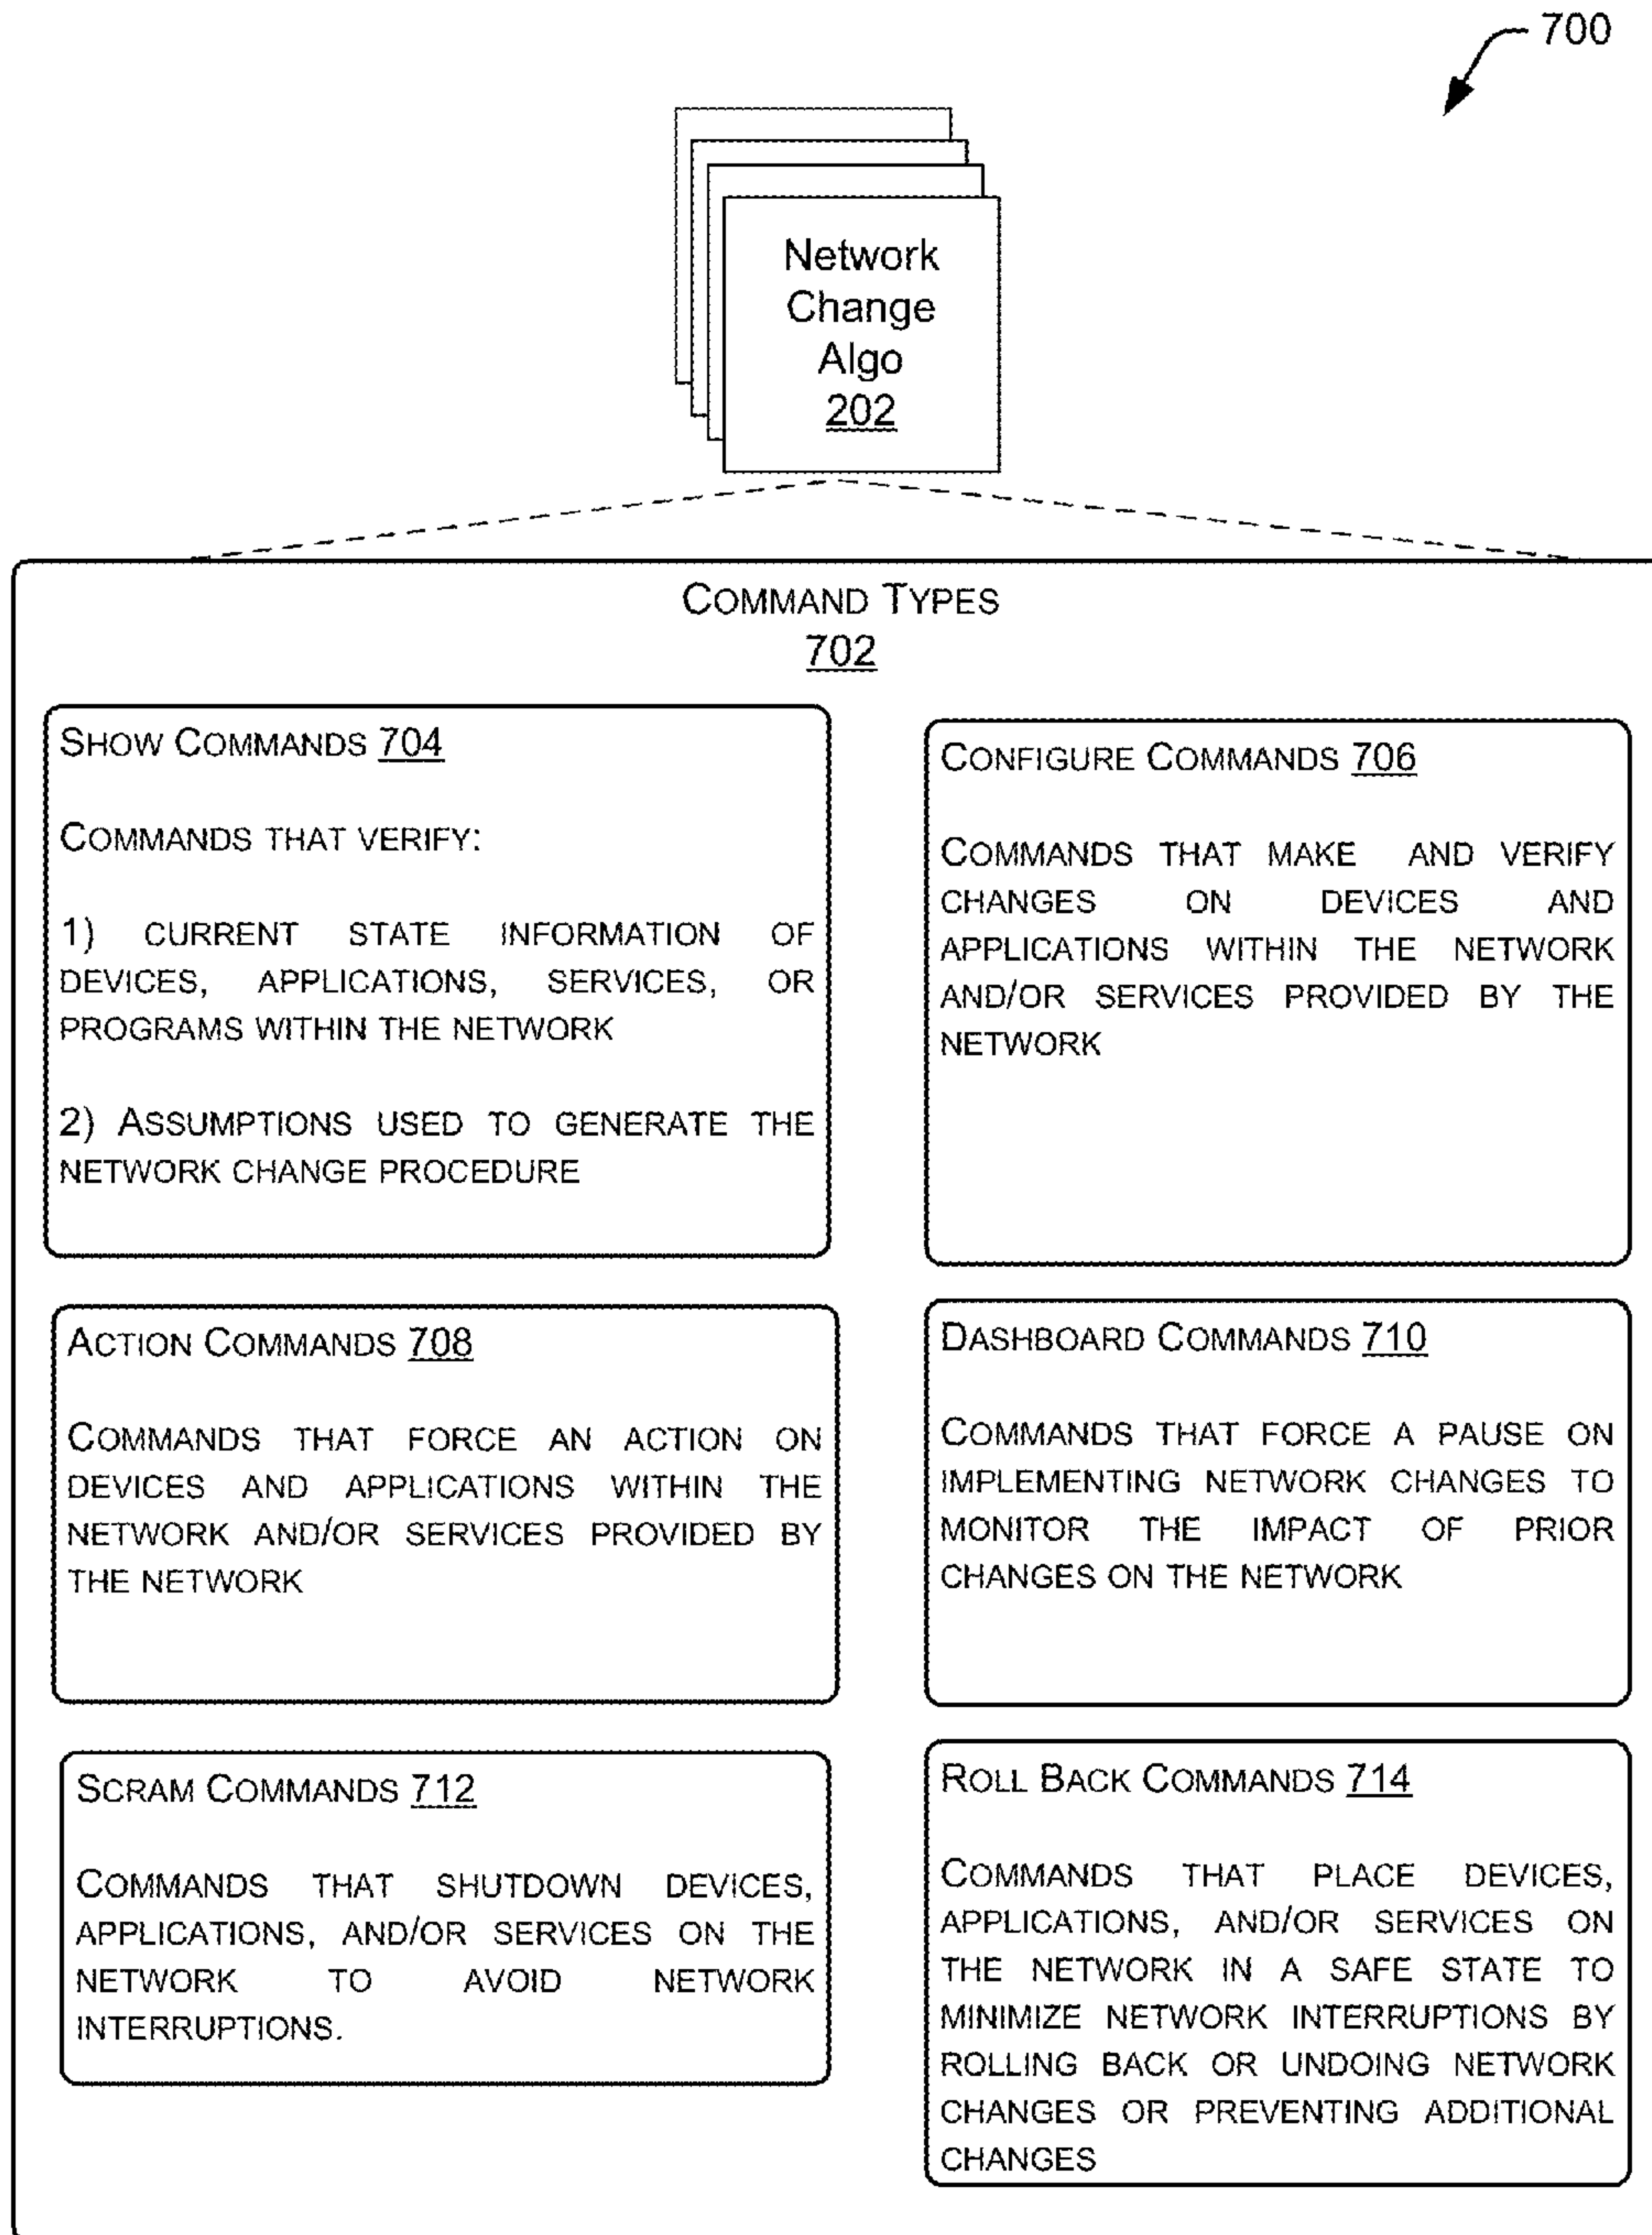 700
Network
Change
Algo
202
COMMAND TYPES
702
SHOW COMMANDS 704
COMMANDS THAT VERIFY:
1) CURRENT STATE INFORMATION OF
DEVICES, APPLICATIONS, SERVICES, OR
PROGRAMS WITHIN THE NETWORK
2) ASSUMPTIONS USED TO GENERATE THE
NETWORK CHANGE PROCEDURE
CONFIGURE COMMANDS 706
COMMANDS THAT MAKE AND VERIFY
CHANGES ON DEVICES AND
APPLICATIONS WITHIN THE NETWORK
AND/OR SERVICES PROVIDED BY THE
NETWORK
ACTION COMMANDS 708
COMMANDS THAT FORCE AN ACTION ON
DEVICES AND APPLICATIONS WITHIN THE
NETWORK AND/OR SERVICES PROVIDED BY
THE NETWORK
DASHBOARD COMMANDS 710
COMMANDS THAT FORCE A PAUSE ON
IMPLEMENTING NETWORK CHANGES TO
MONITOR THE IMPACT OF PRIOR
CHANGES ON THE NETWORK
SCRAM COMMANDS 712
COMMANDS THAT SHUTDOWN DEVICES,
APPLICATIONS, AND/OR SERVICES ON THE
NETWORK TO AVOID NETWORK
INTERRUPTIONS.
ROLL BACK COMMANDS 714
COMMANDS THAT PLACE DEVICES,
APPLICATIONS, AND/OR SERVICES ON
THE NETWORK IN A SAFE STATE TO
MINIMIZE NETWORK INTERRUPTIONS BY
ROLLING BACK OR UNDOING NETWORK
CHANGES OR PREVENTING ADDITIONAL
CHANGES